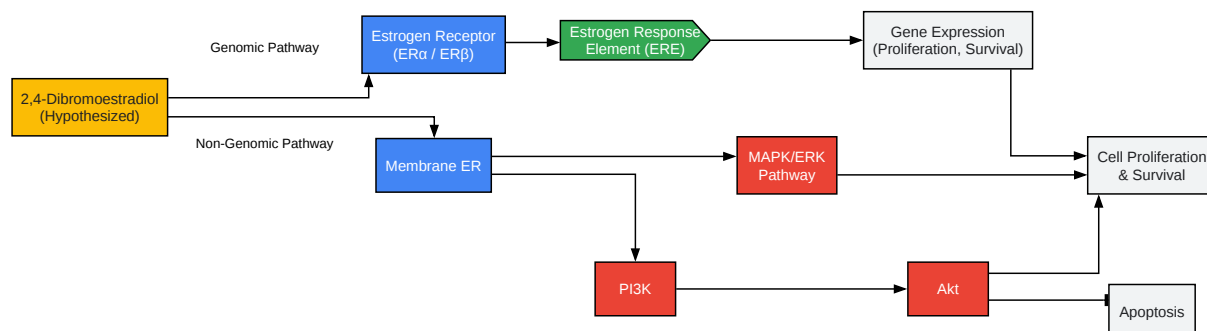 Genomic Pathway
Estrogen Receptor
(ERα / ERβ)
Estrogen Response
Element (ERE)
Gene Expression
(Proliferation, Survival)
2,4-Dibromoestradiol
(Hypothesized)
Non-Genomic Pathway
Membrane ER
MAPK/ERK
Pathway
Cell Proliferation
& Survival
PI3K
Akt
Apoptosis